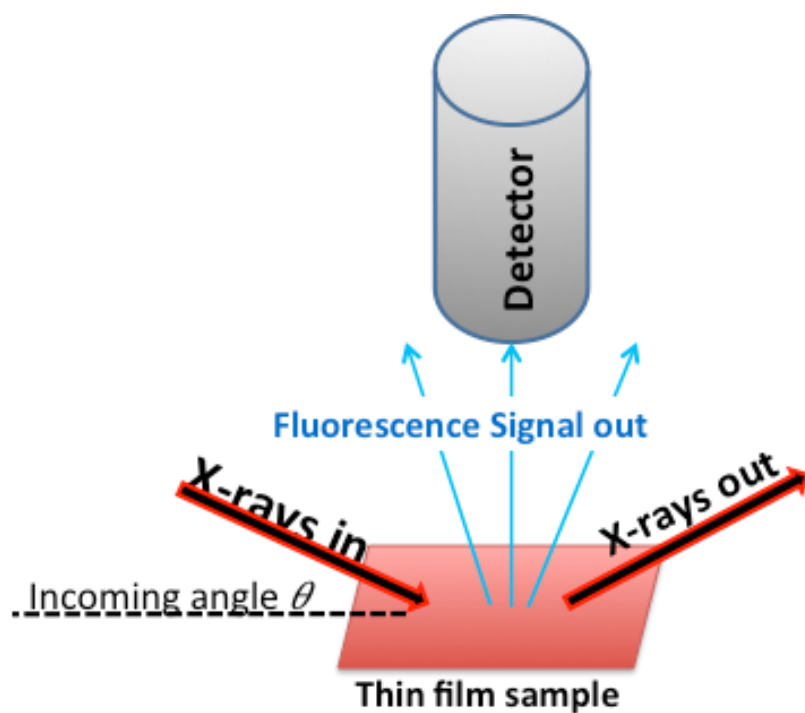 Detector
Fluorescence Signal out
X-rays in
X-rays out
Incoming angle θ
Thin film sample